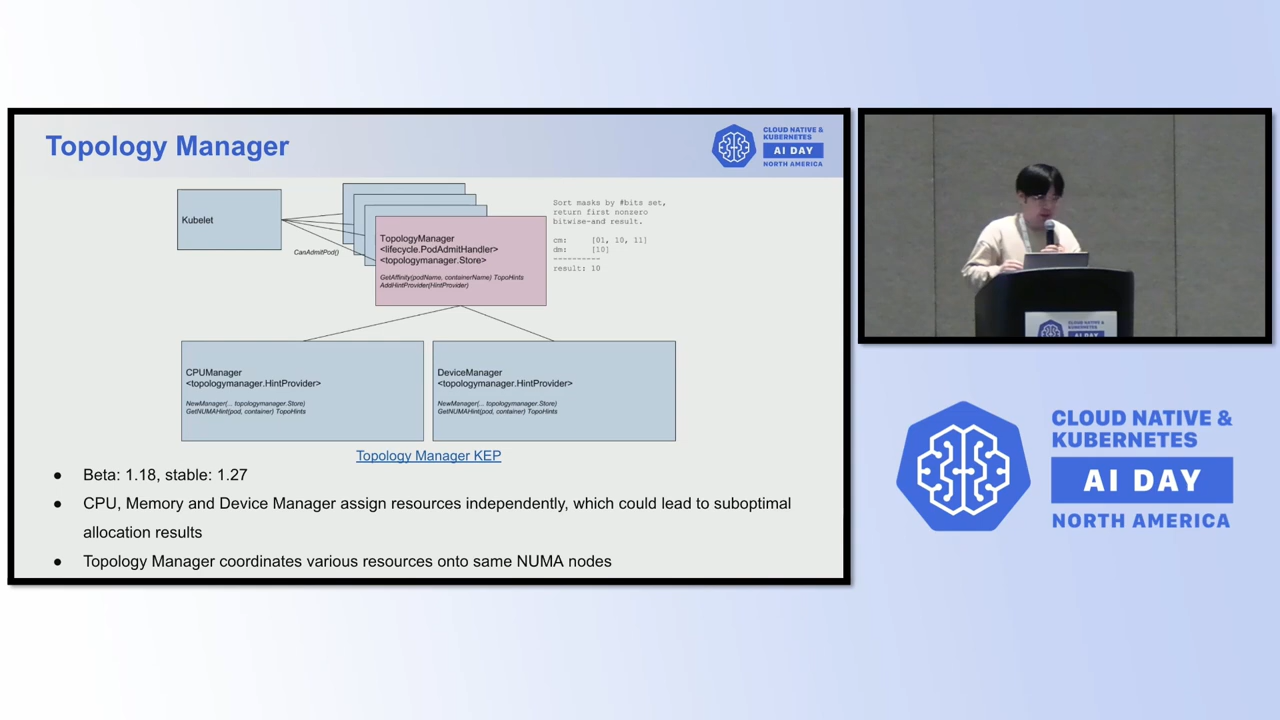 Topology Manager
CLOUD NATIVE &
KUBERNETES
AI DAY
NORTH AMERICA
Kubelet
CanAdmitPod()
TopologyManager
<lifecycle.PodAdmitHandler>
<topologymanager.Store>
GetAffinity(podName, containerName) TopoHints
AddHintProvider(HintProvider)
Sort masks by #bits set,
return first nonzero
bitwise-and result.
cm: [01, 10, 11]
dm: [10]
----------
result: 10
CPUManager
<topologymanager.HintProvider>
NewManager(... topologymanager.Store)
GetNUMAHint(pod, container) TopoHints
DeviceManager
<topologymanager.HintProvider>
NewManager(... topologymanager.Store)
GetNUMAHint(pod, container) TopoHints
Topology Manager KEP
● Beta: 1.18, stable: 1.27
● CPU, Memory and Device Manager assign resources independently, which could lead to suboptimal
allocation results
● Topology Manager coordinates various resources onto same NUMA nodes
CLOUD NATIVE &
KUBERNETES
AI DAY
CLOUD NATIVE &
KUBERNETES
AI DAY
NORTH AMERICA